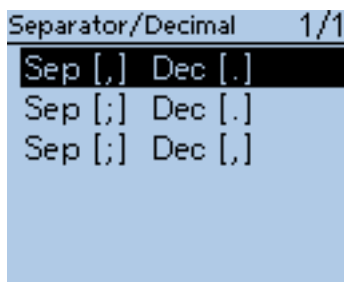 Separator/Decimal 1/1
Sep [,] Dec [.]
Sep [;] Dec [.]
Sep [;] Dec [,]